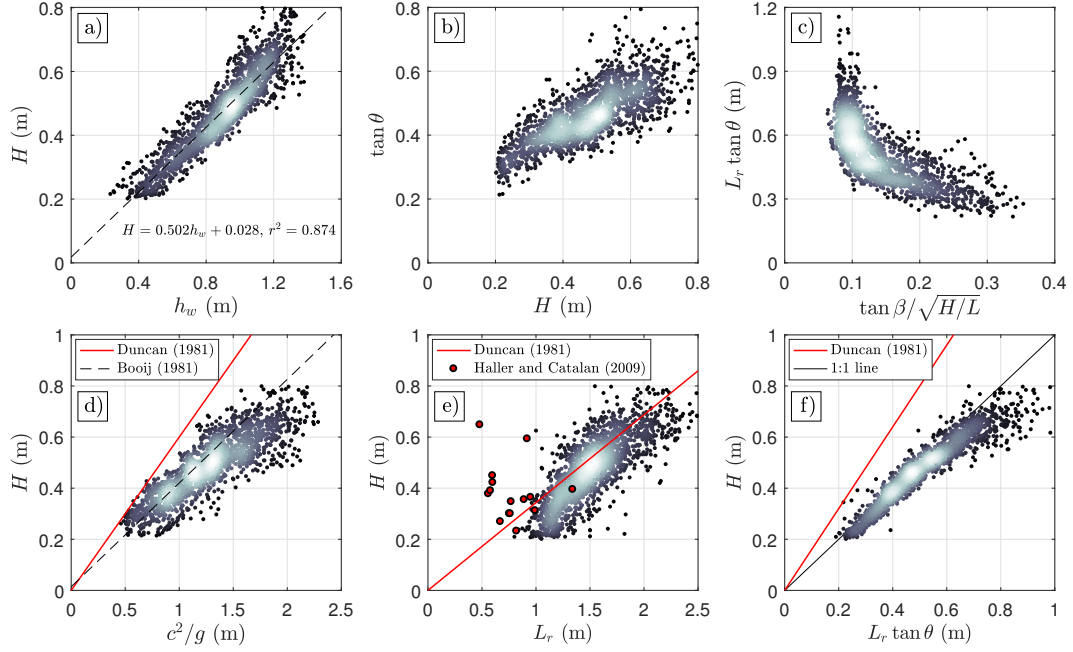 a)
0.8
0.6
0.4
0.2
0
H (m)
H = 0.502h_w + 0.028, r^2 = 0.874
0 0.4 0.8 1.2 1.6
h_w (m)
b)
0.8
0.6
0.4
0.2
0
tan θ
0 0.2 0.4 0.6 0.8
H (m)
c)
1.2
0.9
0.6
0.3
0
L_r tan θ (m)
0 0.1 0.2 0.3 0.4
tan β/√H/L
d)
Duncan (1981)
Booij (1981)
1
0.8
0.6
0.4
0.2
0
H (m)
0 0.5 1 1.5 2 2.5
c^2/g (m)
e)
Duncan (1981)
Haller and Catalan (2009)
1
0.8
0.6
0.4
0.2
0
H (m)
0 0.5 1 1.5 2 2.5
L_r (m)
f)
Duncan (1981)
1:1 line
1
0.8
0.6
0.4
0.2
0
H (m)
0 0.2 0.4 0.6 0.8 1
L_r tan θ (m)